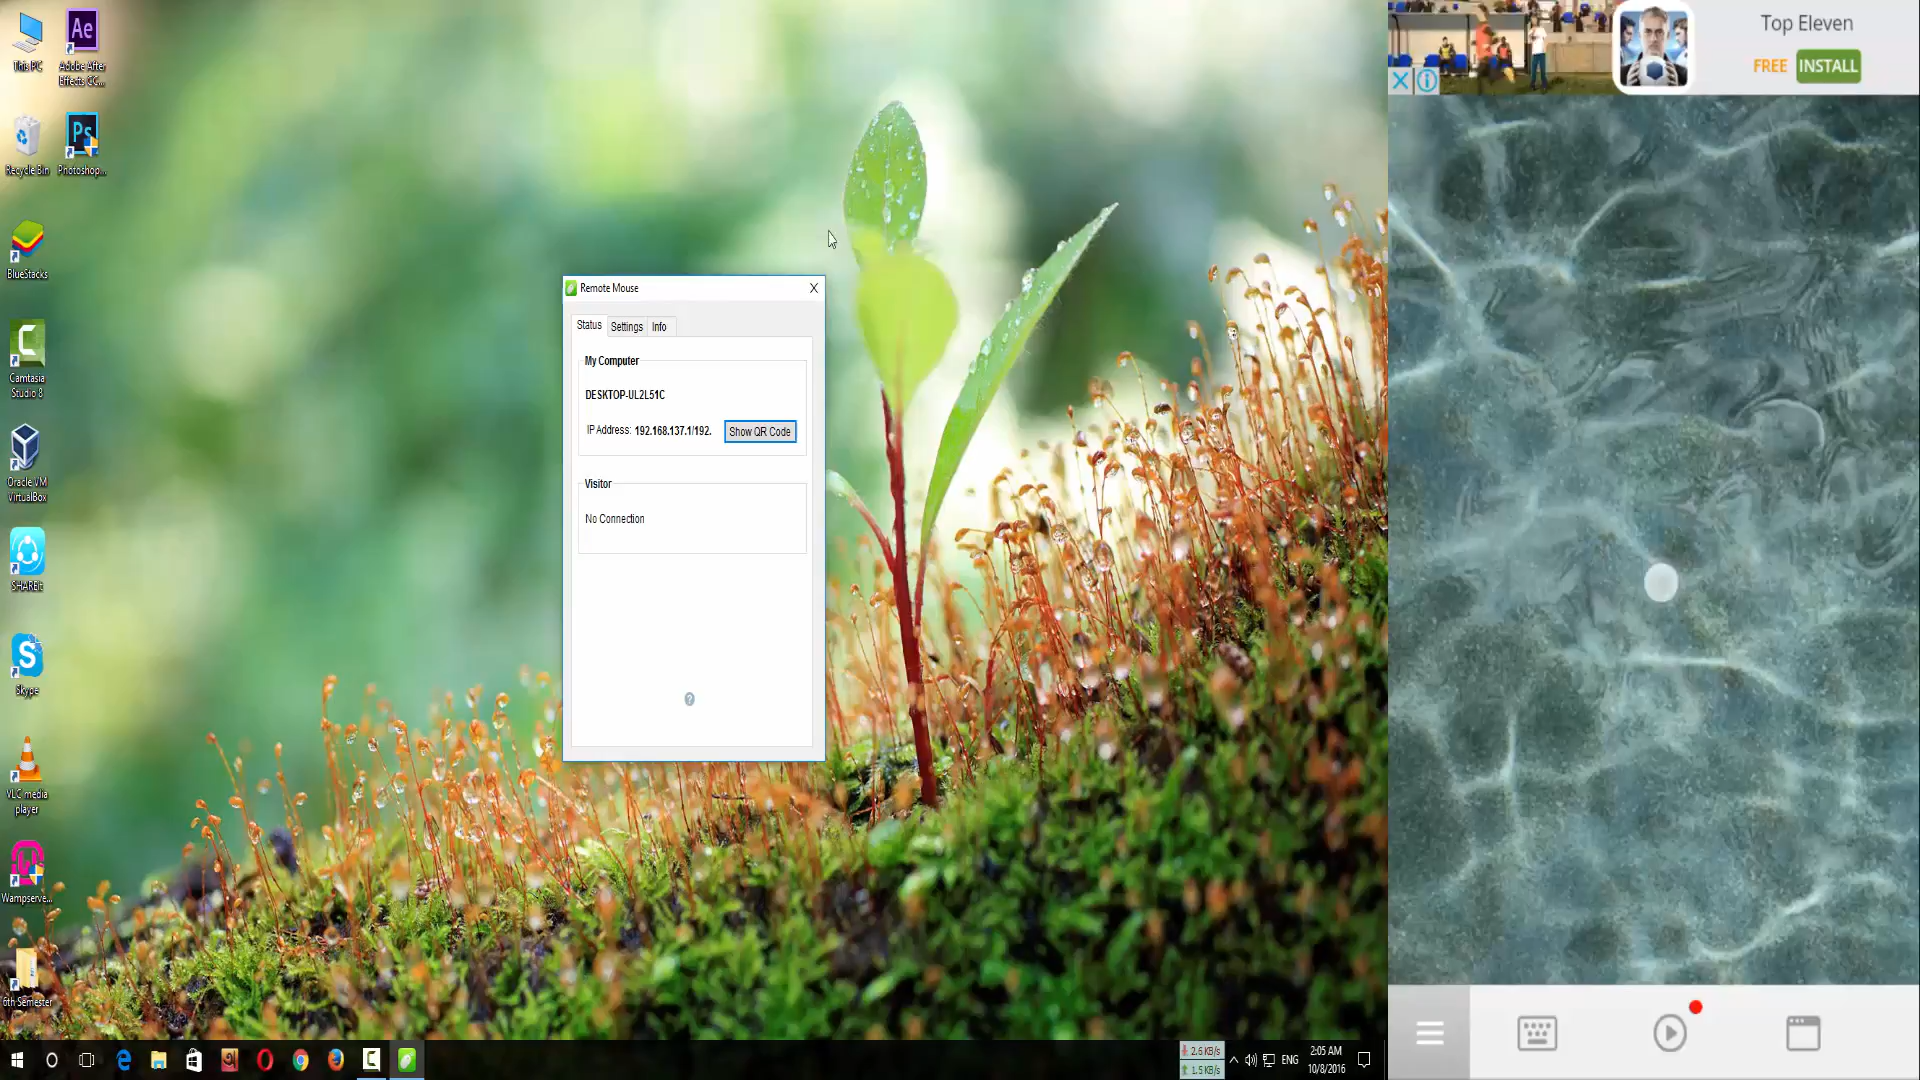 This PC
Adobe After
Effects CC...
Recycle Bin
Photoshop...
BlueStacks
Camtasia
Studio 8
Oracle VM
VirtualBox
SHAREit
Skype
VLC media
player
Wampserve...
6th Semester
Remote Mouse
Status
Settings
Info
My Computer
DESKTOP-UL2L51C
IP Address: 192.168.137.1/192.
Show QR Code
Visitor
No Connection
?
Top Eleven
FREE
INSTALL
2.6 KB/s
1.5 KB/s
ENG
2:05 AM
10/8/2016